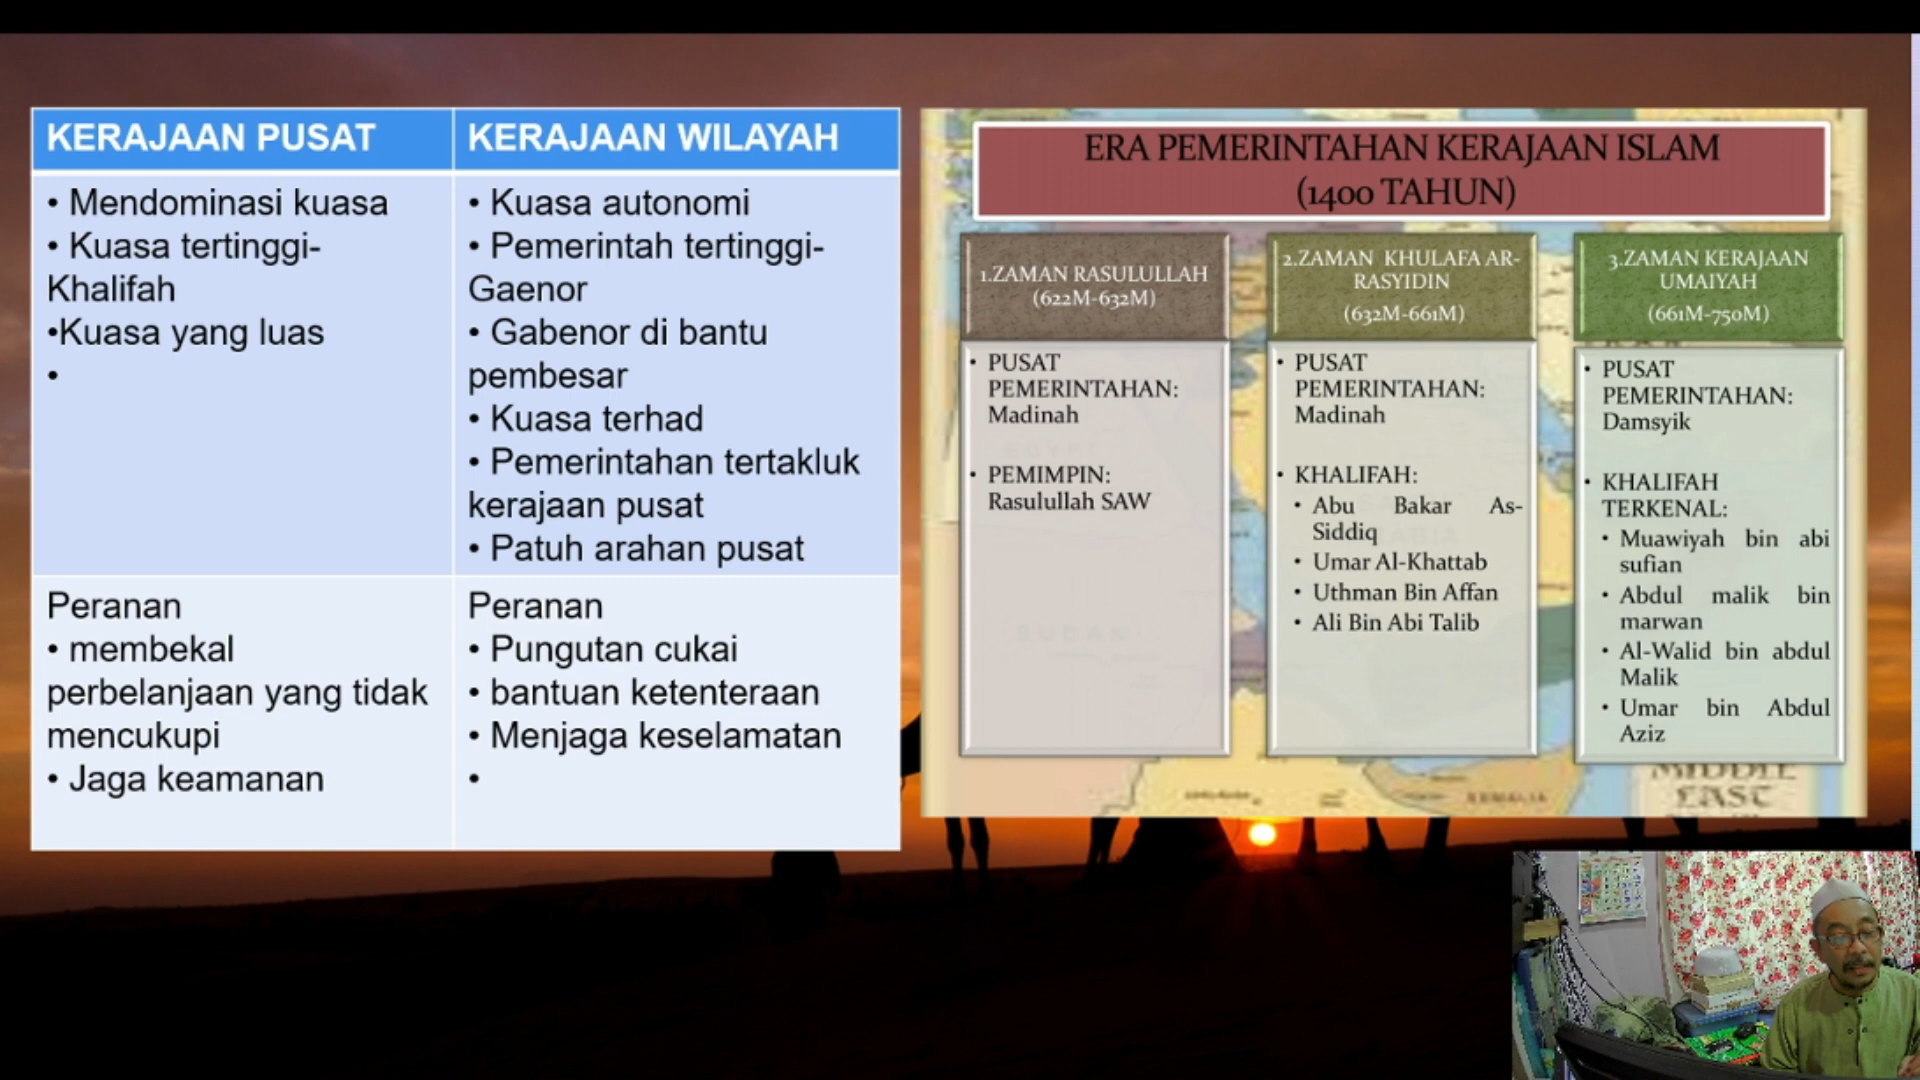 KERAJAAN PUSAT
KERAJAAN WILAYAH
• Mendominasi kuasa
• Kuasa tertinggi-
Khalifah
•Kuasa yang luas
•
• Kuasa autonomi
• Pemerintah tertinggi-
Gaenor
• Gabenor di bantu
pembesar
• Kuasa terhad
• Pemerintahan tertakluk
kerajaan pusat
• Patuh arahan pusat
Peranan
• membekal
perbelanjaan yang tidak
mencukupi
• Jaga keamanan
Peranan
• Pungutan cukai
• bantuan ketenteraan
• Menjaga keselamatan
•
ERA PEMERINTAHAN KERAJAAN ISLAM
(1400 TAHUN)
1.ZAMAN RASULULLAH
(622M-632M)
• PUSAT
PEMERINTAHAN:
Madinah
• PEMIMPIN:
Rasulullah SAW
2.ZAMAN KHULAFA AR-
RASYIDIN
(632M-661M)
• PUSAT
PEMERINTAHAN:
Madinah
• KHALIFAH:
• Abu Bakar As-
Siddiq
• Umar Al-Khattab
• Uthman Bin Affan
• Ali Bin Abi Talib
3.ZAMAN KERAJAAN
UMAIYAH
(661M-750M)
• PUSAT
PEMERINTAHAN:
Damsyik
• KHALIFAH
TERKENAL:
• Muawiyah bin abi
sufian
• Abdul malik bin
marwan
• Al-Walid bin abdul
Malik
• Umar bin Abdul
Aziz
MIDDLE
EAST